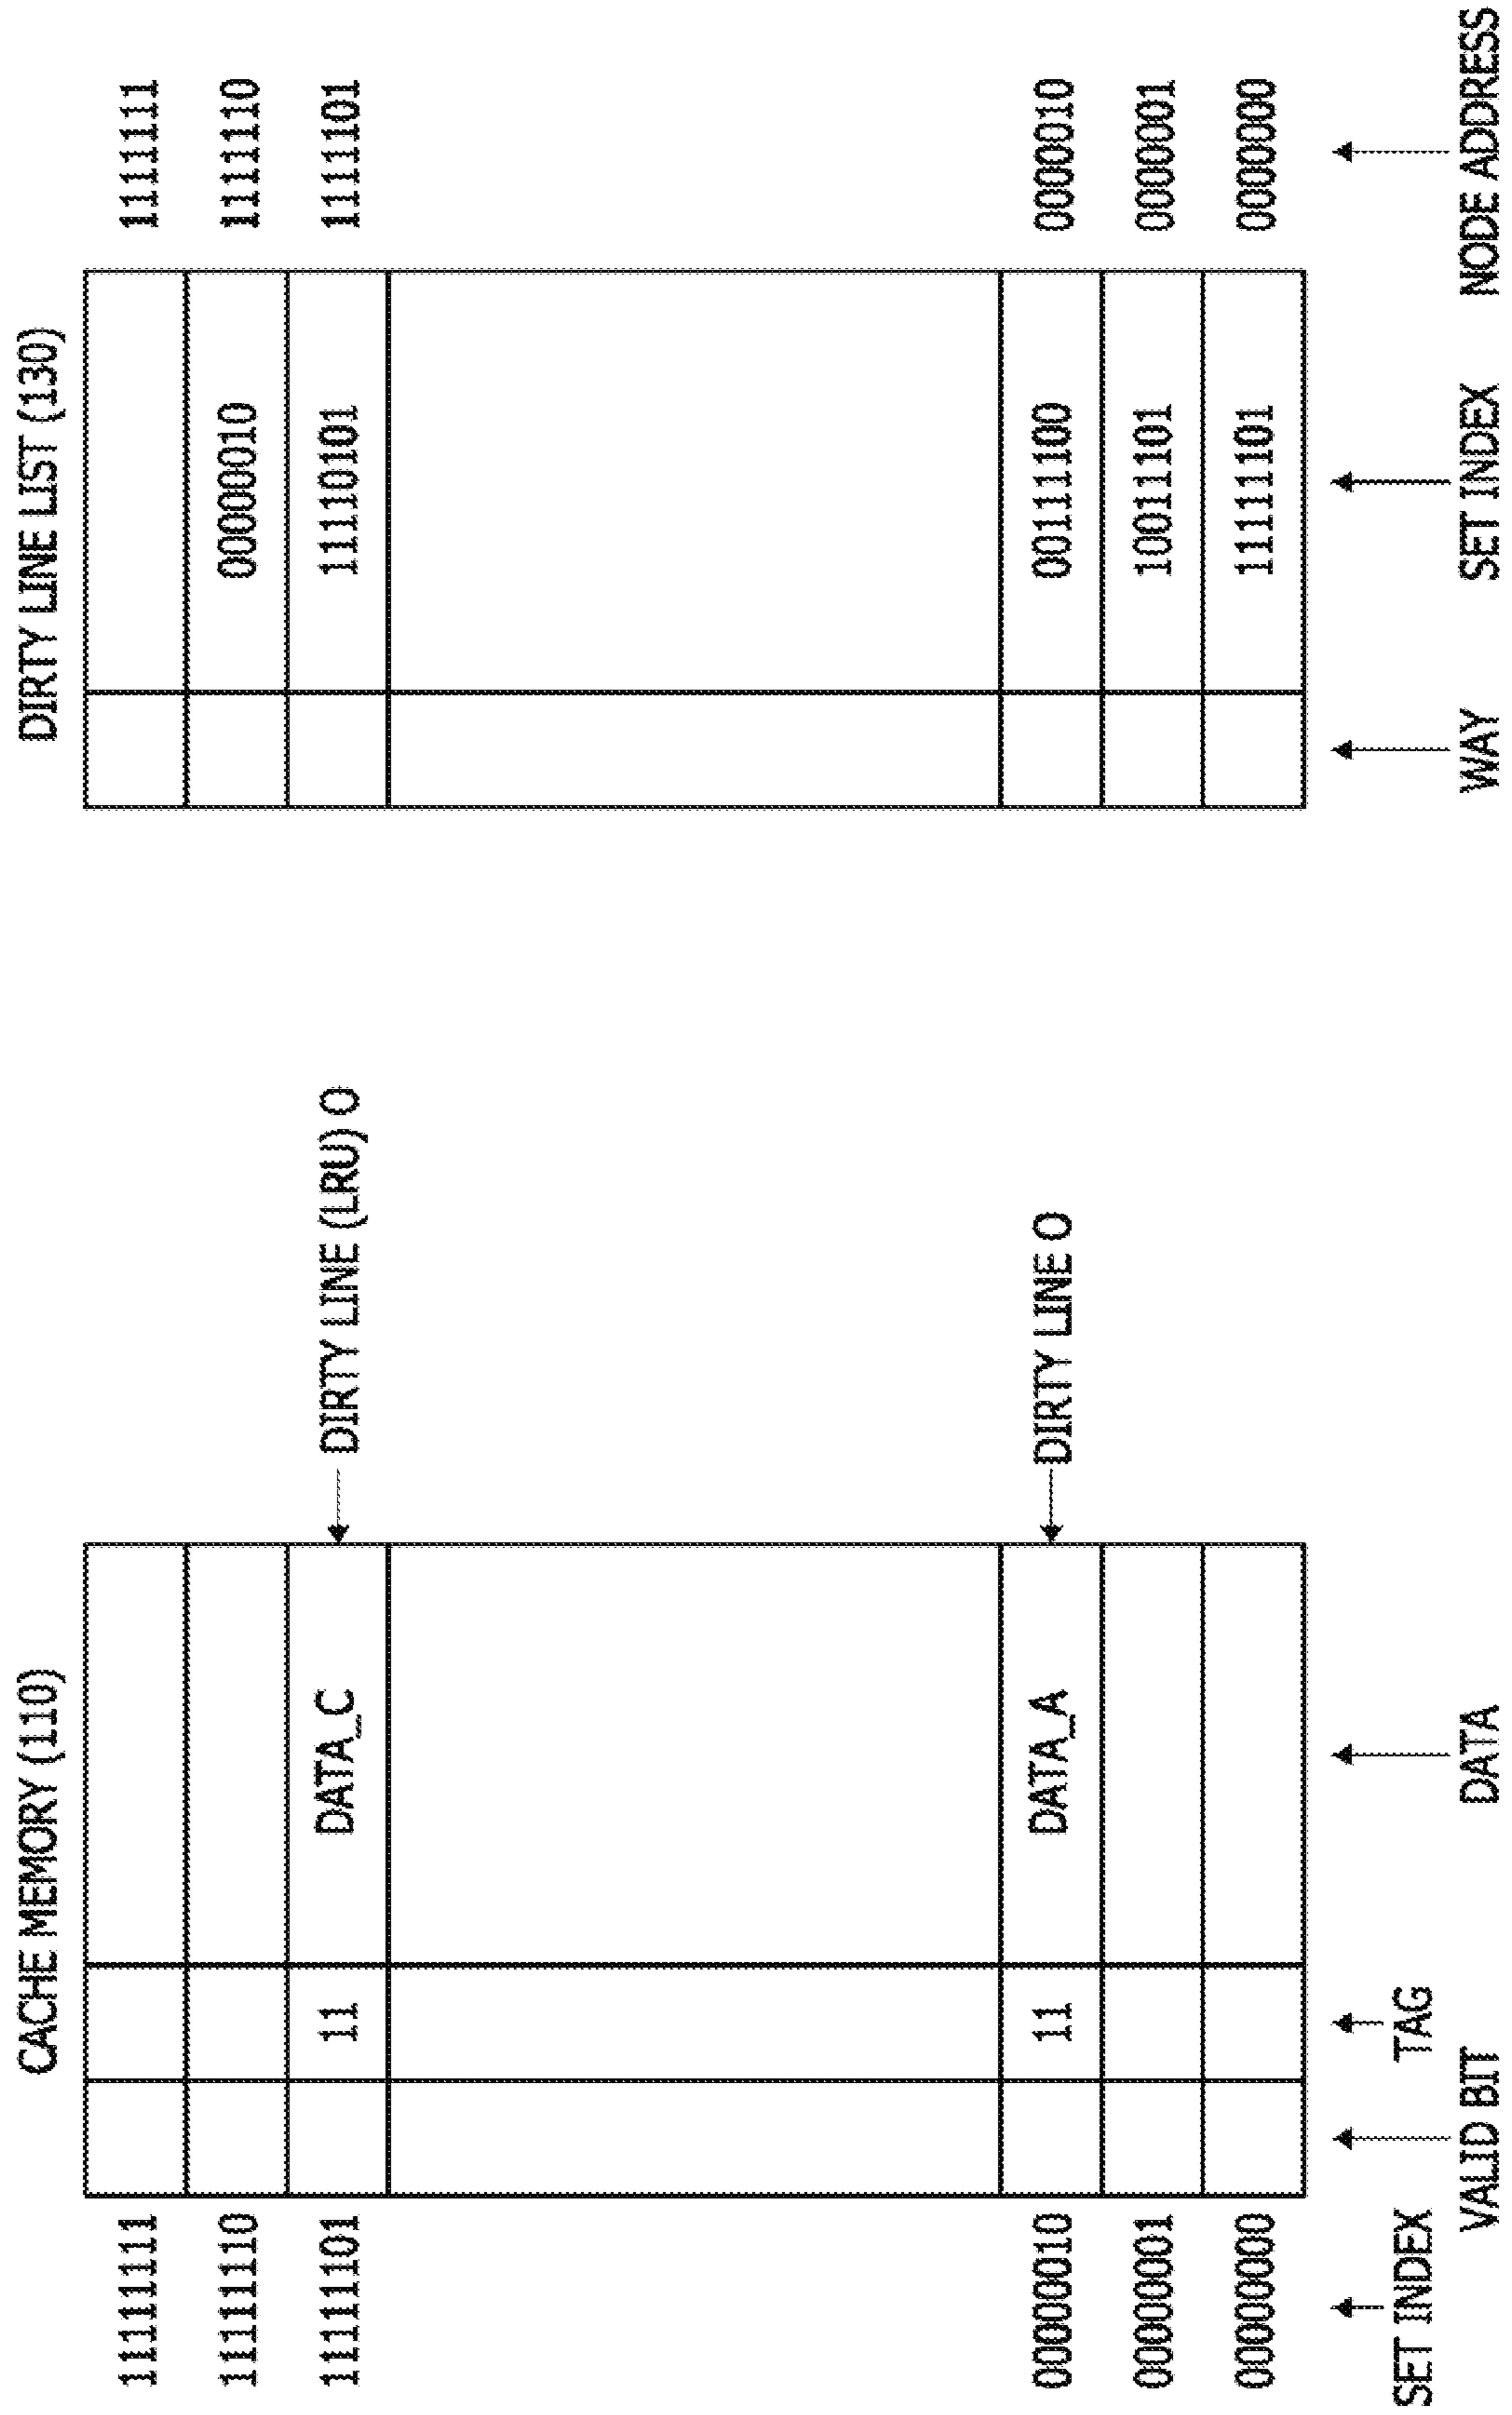 CACHE MEMORY (110)
11111111
11111110
11111101 11 DATA_C
DIRTY LINE (LRU) O
00000010 11 DATA_A
DIRTY LINE O
00000001
00000000
SET INDEX
VALID BIT
TAG
DATA
DIRTY LINE LIST (130)
1111111
00000010 1111110
11110101 1111101
00111100 0000010
10011101 0000001
11111101 0000000
WAY
SET INDEX
NODE ADDRESS